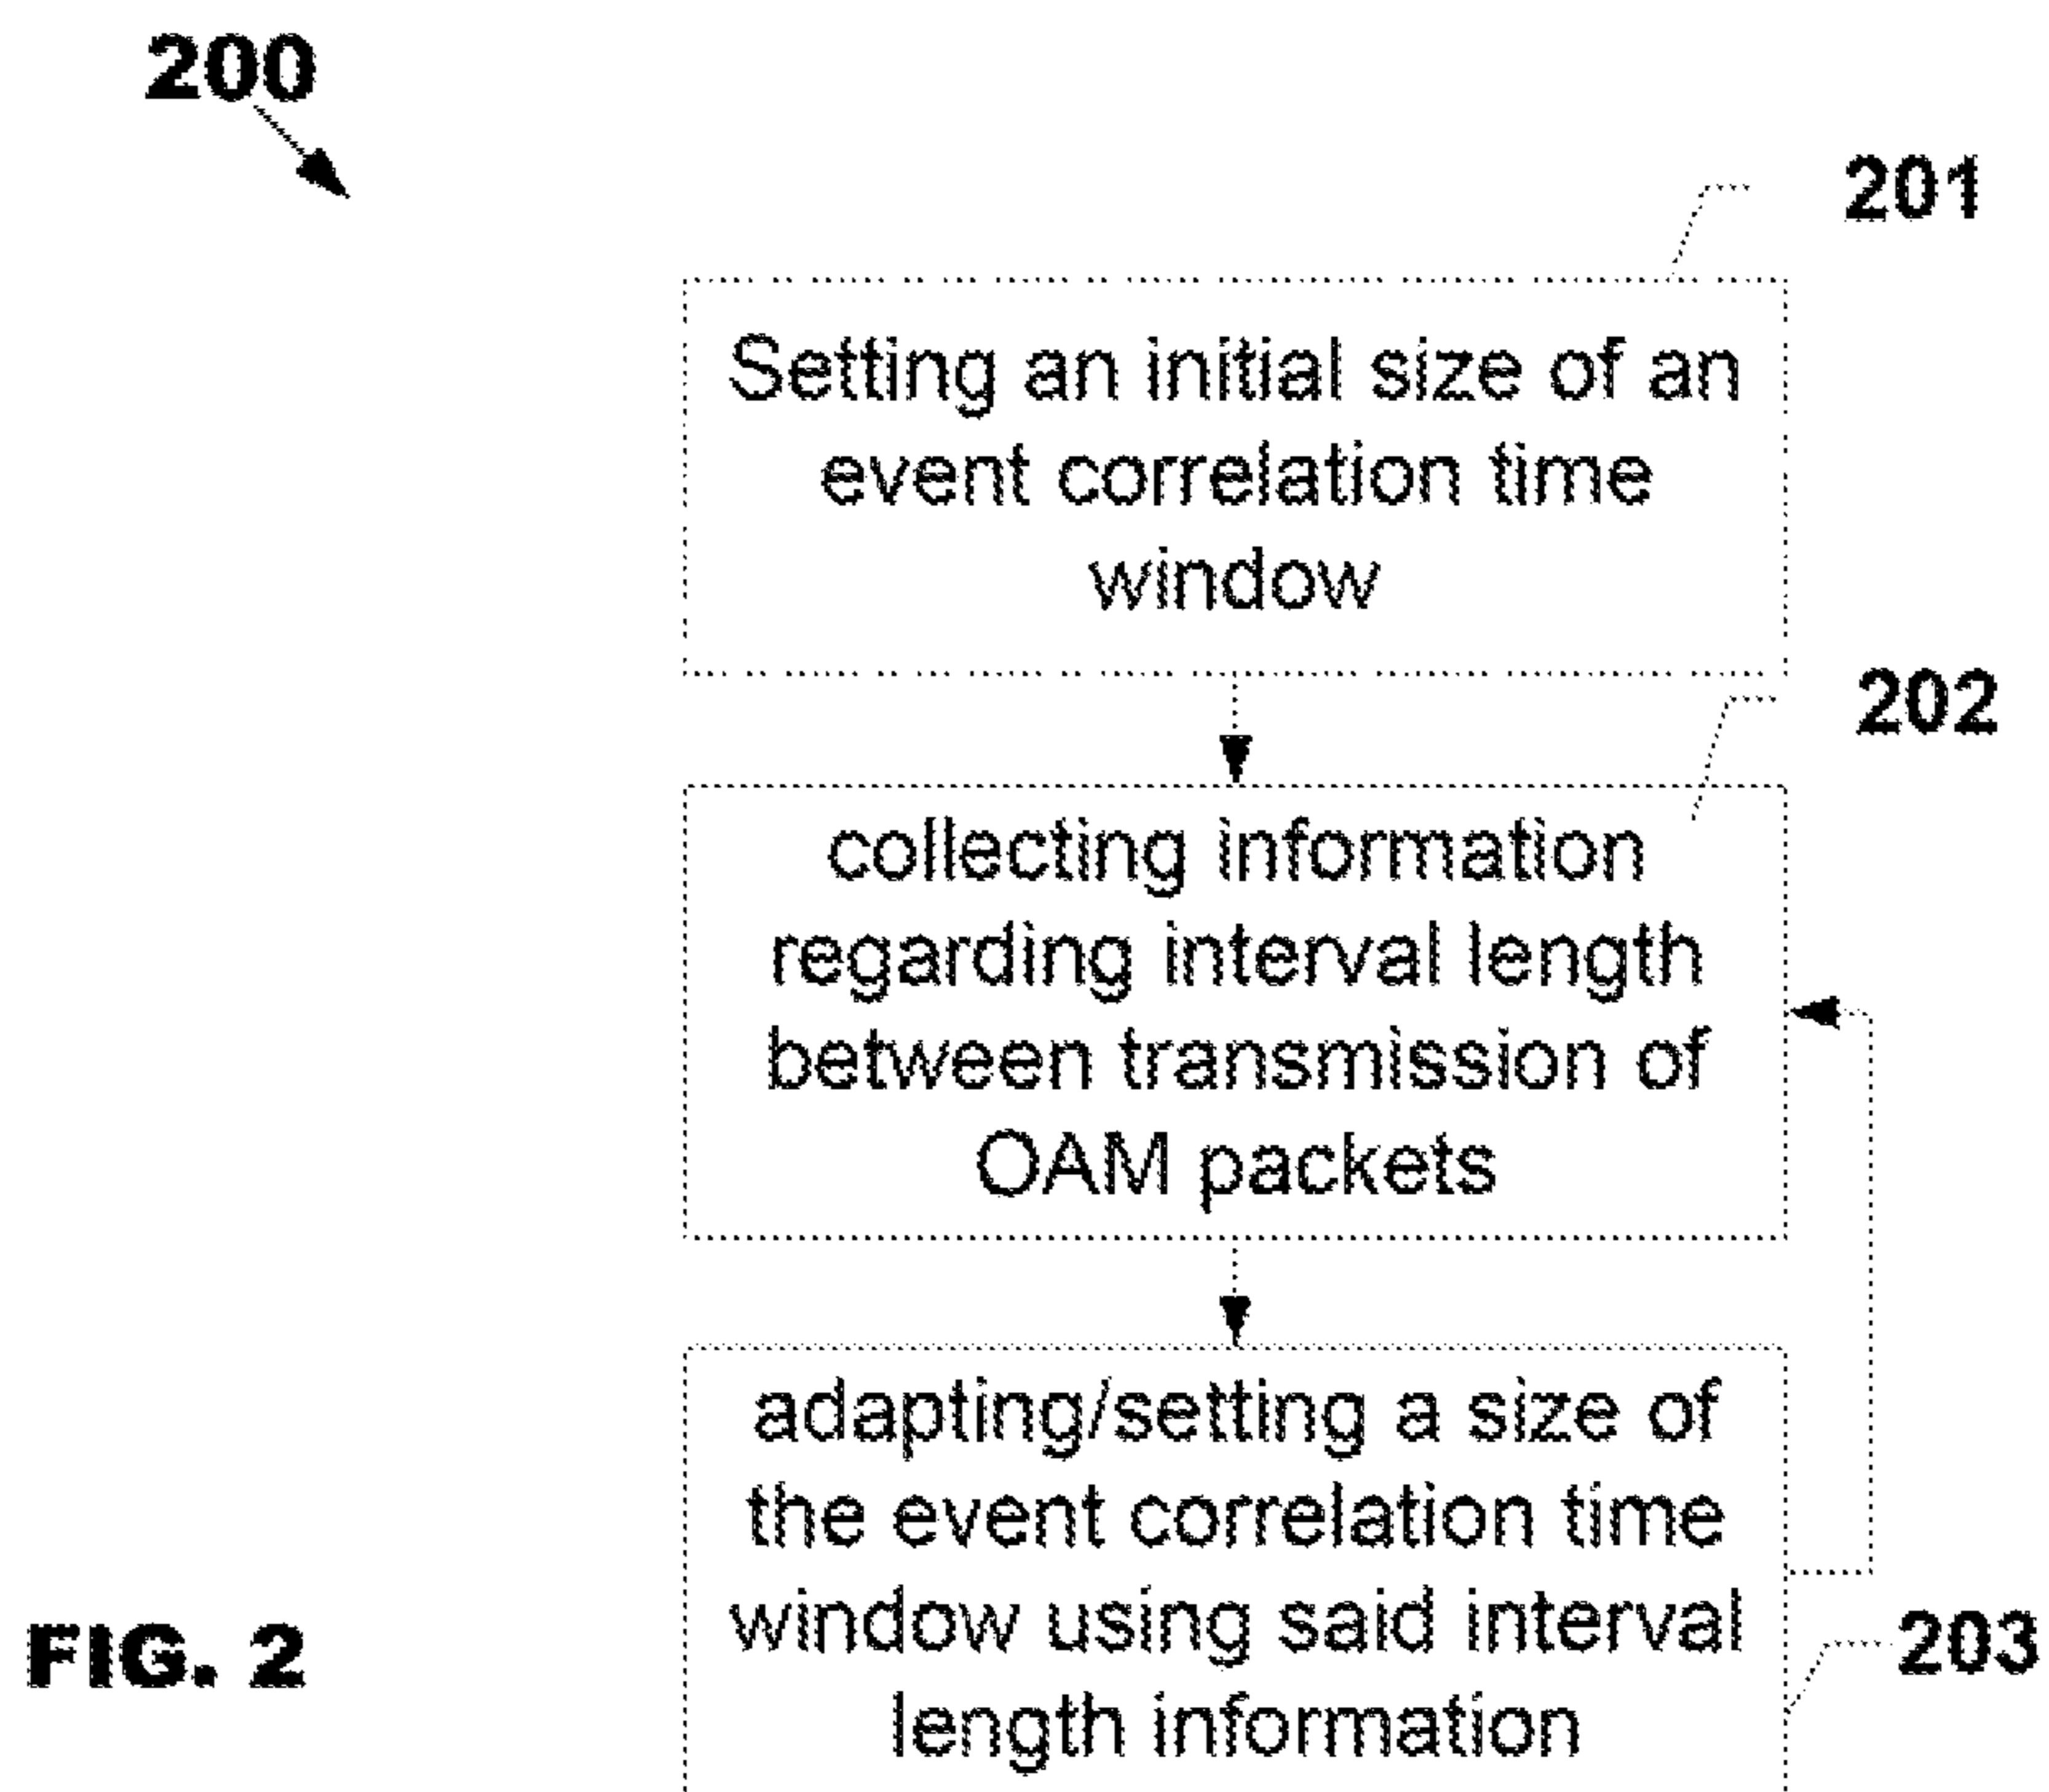 200
201
Setting an initial size of an
event correlation time
window
202
collecting information
regarding interval length
between transmission of
OAM packets
adapting/setting a size of
the event correlation time
window using said interval
length information
203
FIG. 2